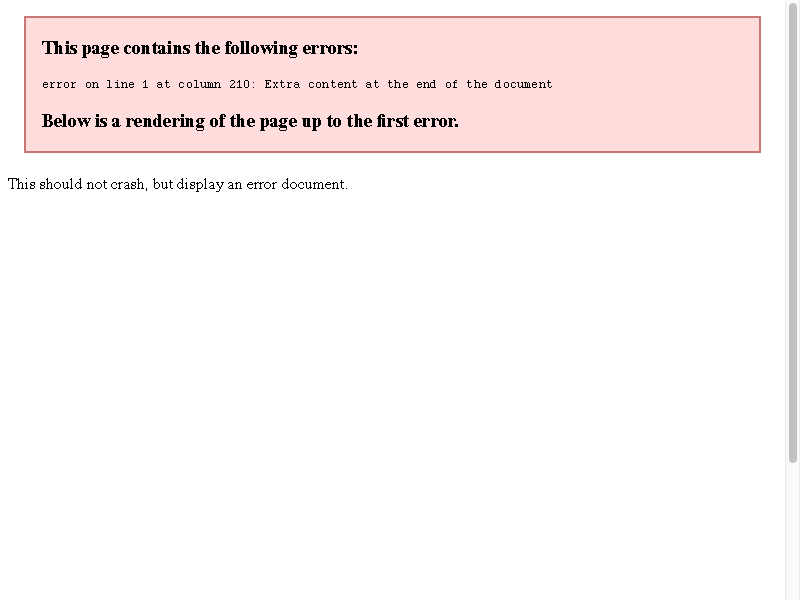 This page contains the following errors:
error on line 1 at column 210: Extra content at the end of the document
Below is a rendering of the page up to the first error.
This should not crash, but display an error document.